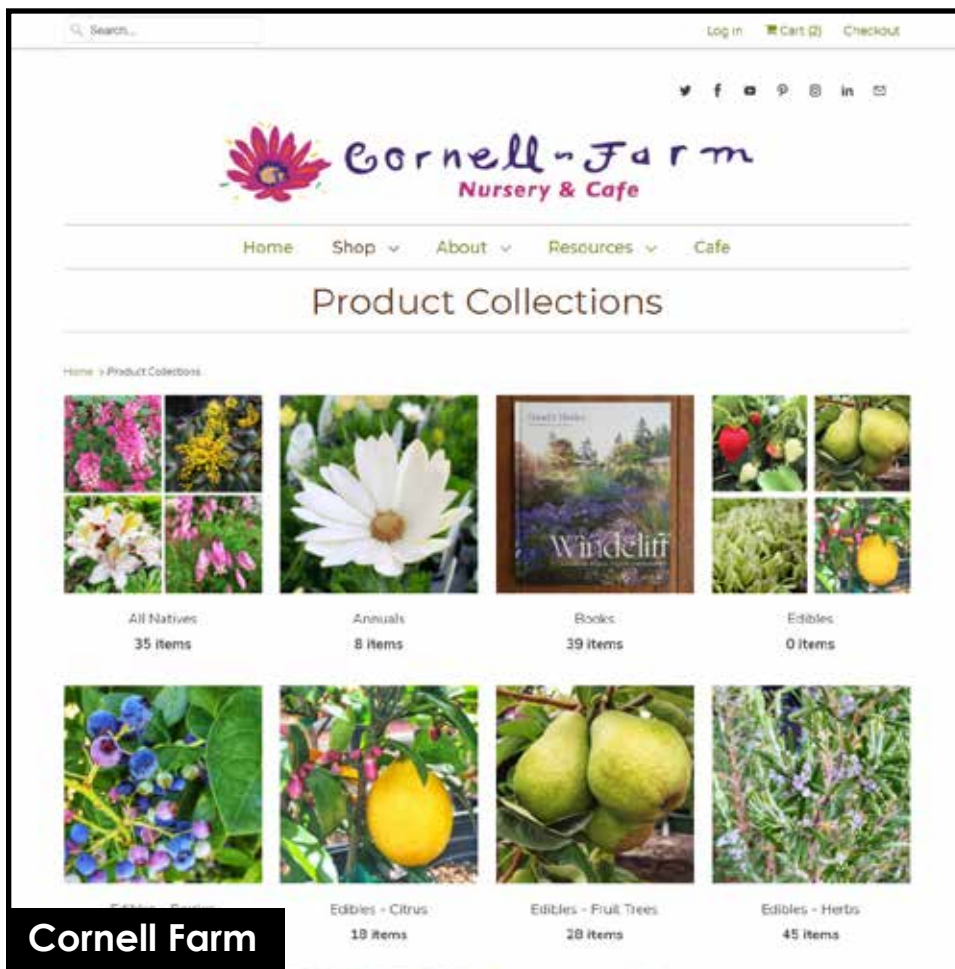 Search...
Log in Cart (2) Checkout
Cornell Farm
Nursery & Cafe
Home Shop About Resources Cafe
Product Collections
Home > Product Collections
Windcliff
All Natives Annuals Books Edibles
35 items 8 items 39 items 0 items
Edibles - Citrus Edibles - Fruit Trees Edibles - Herbs
18 items 28 items 45 items
Cornell Farm